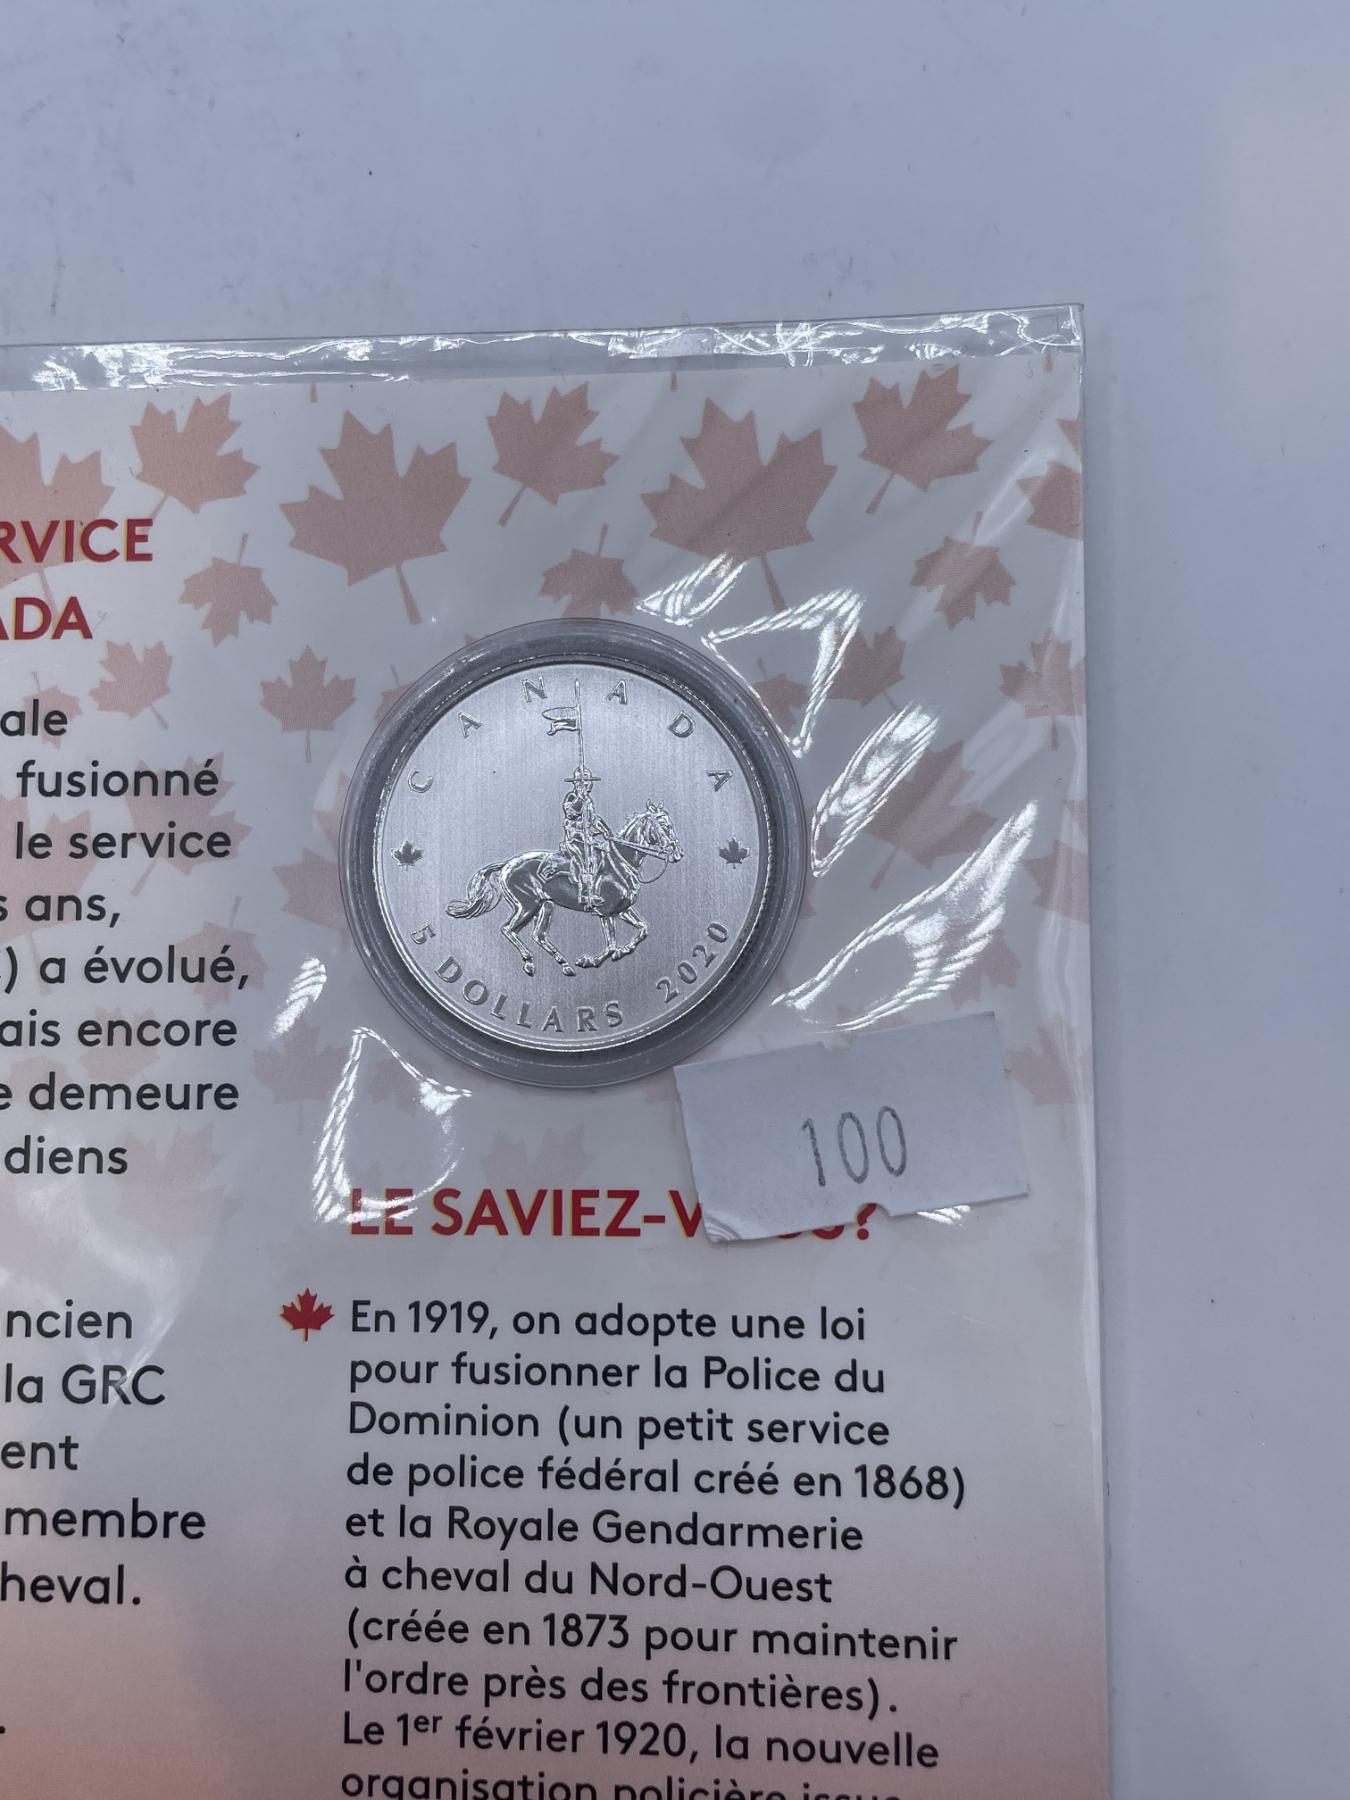 RVICE
ADA
ale
fusionné
le service
s ans,
) a évolué,
ais encore
e demeure
diens
ncien
la GRC
ent
membre
heval.
CANADA
5 DOLLARS 2020
100
LE SAVIEZ-V
En 1919, on adopte une loi
pour fusionner la Police du
Dominion (un petit service
de police fédéral créé en 1868)
et la Royale Gendarmerie
à cheval du Nord-Ouest
(créée en 1873 pour maintenir
l'ordre près des frontières).
Le 1er février 1920, la nouvelle
organisation policière issue